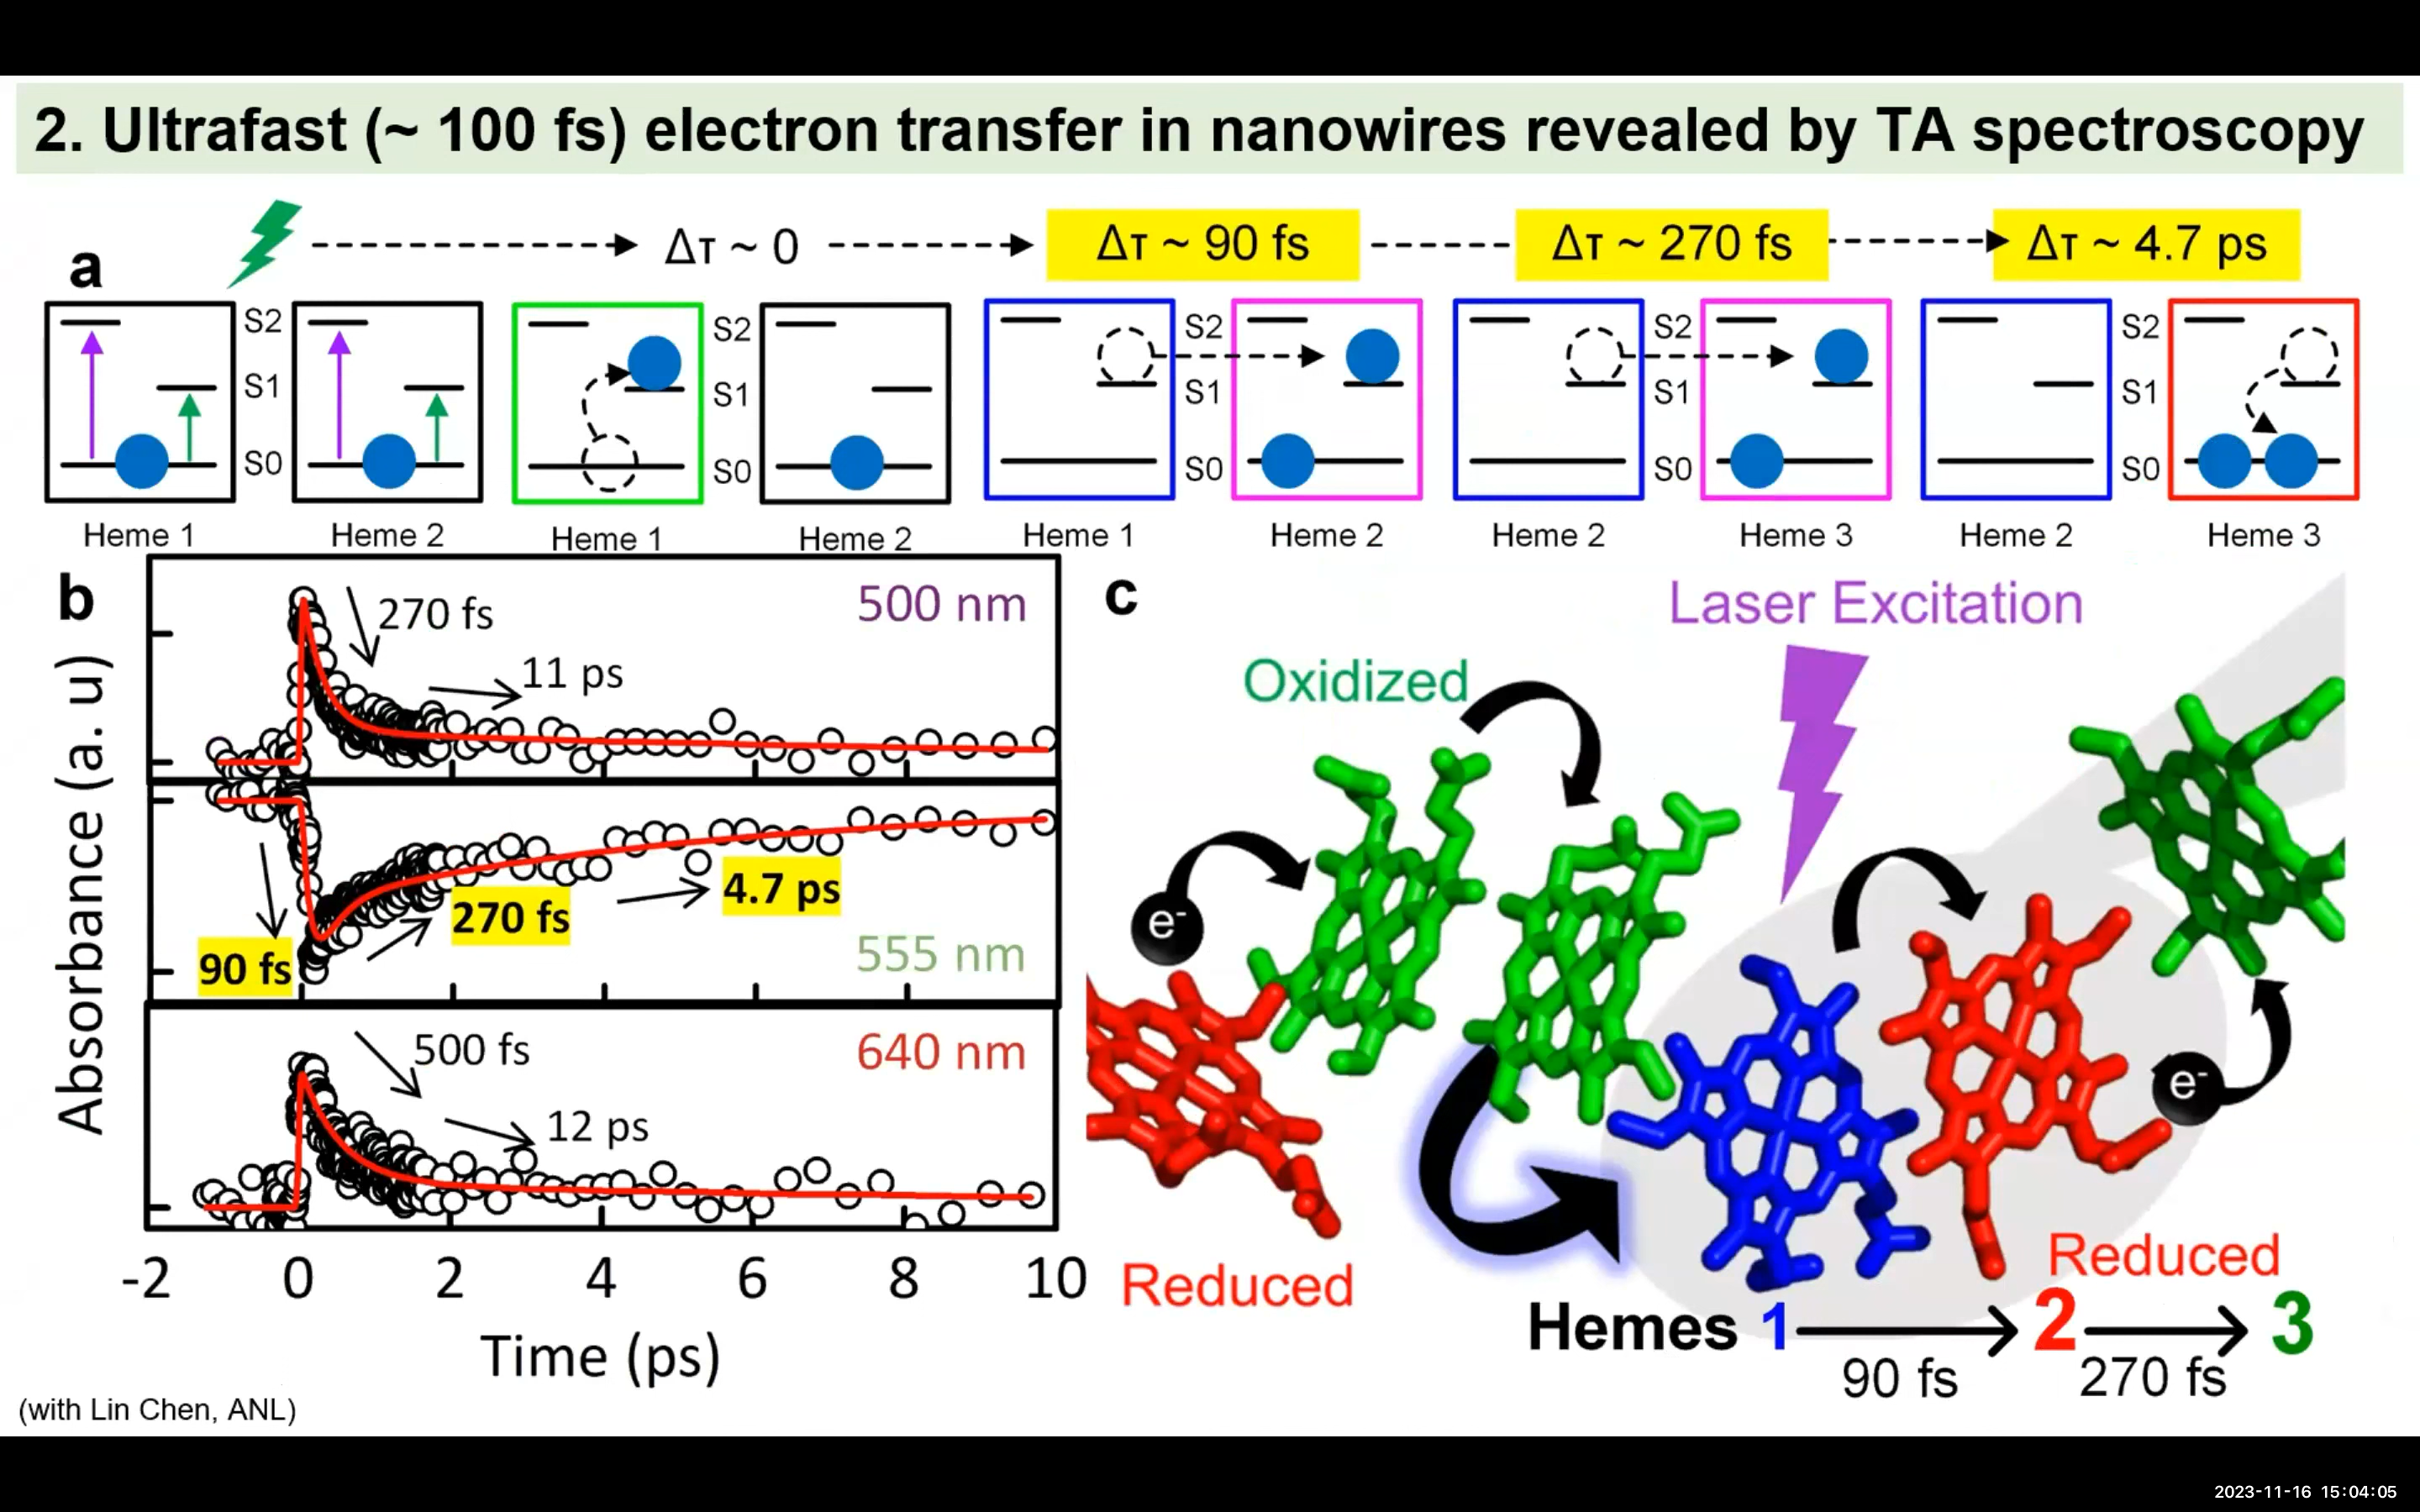 2. Ultrafast (~ 100 fs) electron transfer in nanowires revealed by TA spectroscopy
a
Δτ ~ 0
Δτ ~ 90 fs
Δτ ~ 270 fs
Δτ ~ 4.7 ps
S2
S1
S0
S2
S1
S0
S2
S1
S0
S2
S1
S0
S2
S1
S0
Heme 1
Heme 2
Heme 1
Heme 2
Heme 1
Heme 2
Heme 2
Heme 3
Heme 2
Heme 3
b
Absorbance (a. u)
270 fs
11 ps
500 nm
90 fs
270 fs
4.7 ps
555 nm
500 fs
12 ps
640 nm
-2 0 2 4 6 8 10
Time (ps)
c
Laser Excitation
Oxidized
e-
e-
Reduced
Reduced
Hemes 1 2 3
90 fs 270 fs
(with Lin Chen, ANL)
2023-11-16 15:04:05